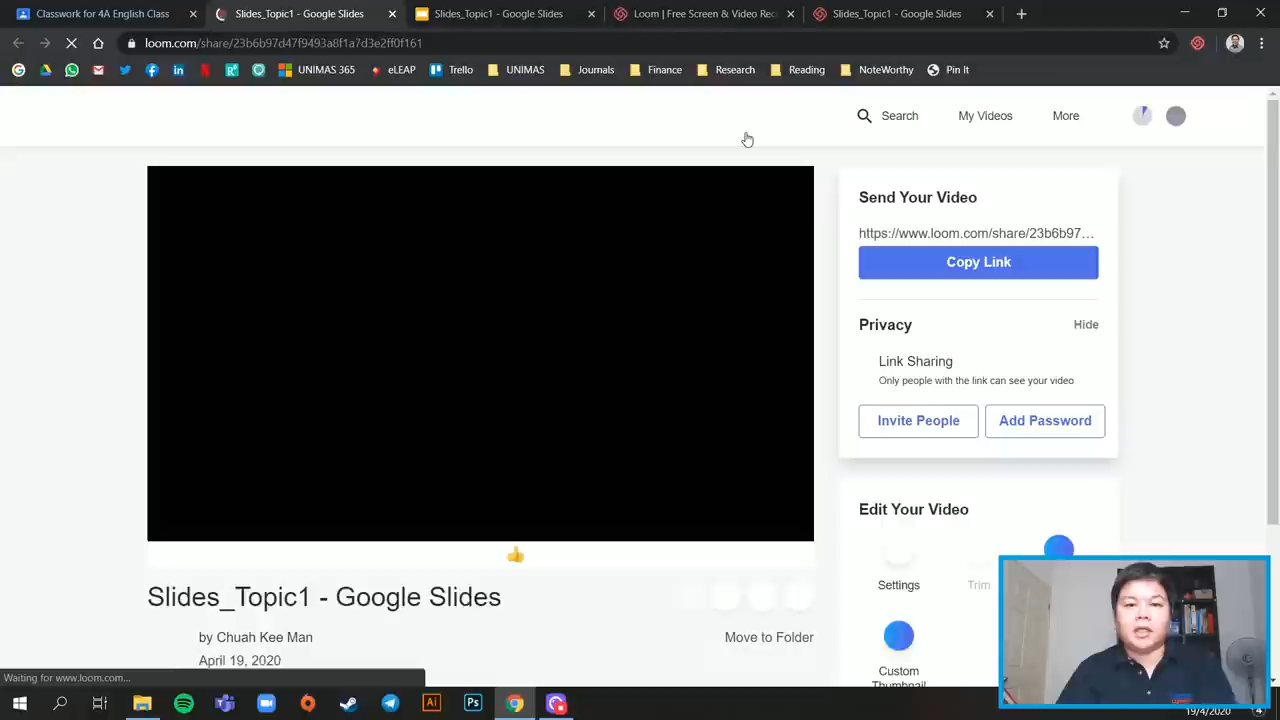 Classwork for 4A English Class
Slides_Topic1 - Google Slides
Slides_Topic1 - Google Slides
Loom | Free Screen & Video Rec
Slides_Topic1 - Google Slides
loom.com/share/23b6b97d47f9493a8f1a7d3e2ff0f161
UNIMAS 365
eLEAP
Trello
UNIMAS
Journals
Finance
Research
Reading
NoteWorthy
Pin It
Search
My Videos
More
Send Your Video
https://www.loom.com/share/23b6b97...
Copy Link
Privacy
Hide
Link Sharing
Only people with the link can see your video
Invite People
Add Password
Edit Your Video
Settings
Trim
Slides_Topic1 - Google Slides
by Chuah Kee Man
Move to Folder
April 19, 2020
Custom
Thumbnail
Waiting for www.loom.com...
Ai
Ps
19/4/2020